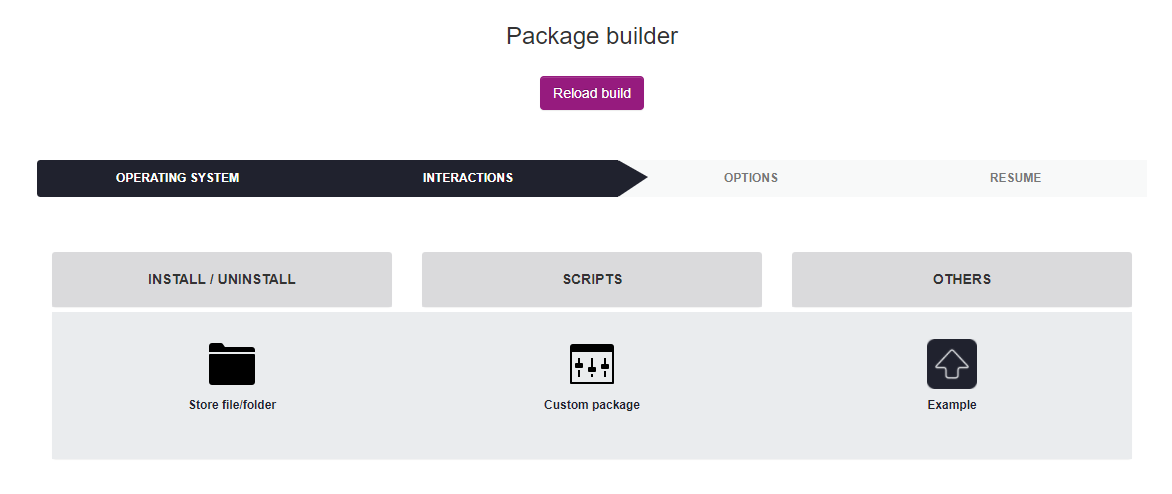 Package builder
Reload build
OPERATING SYSTEM INTERACTIONS OPTIONS RESUME
INSTALL / UNINSTALL SCRIPTS OTHERS
Store file/folder Custom package Example